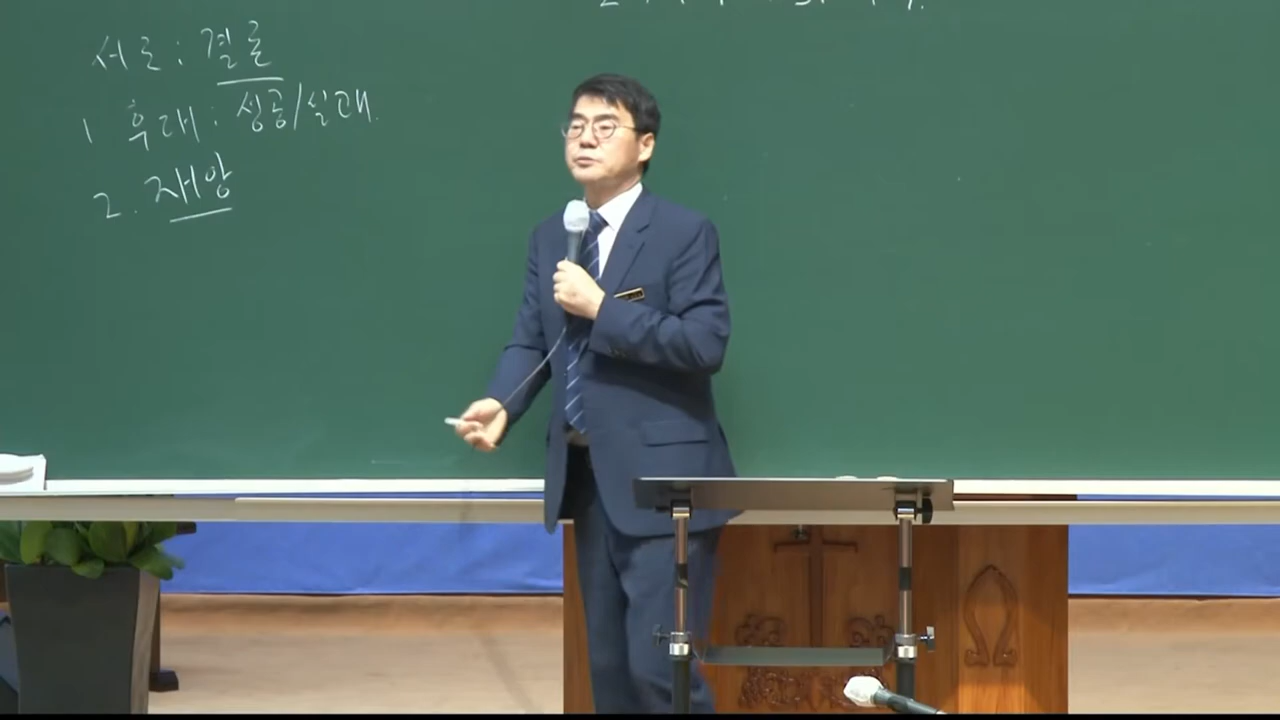 서론 : 결론
1 후대 : 성공/실패.
2. 재앙